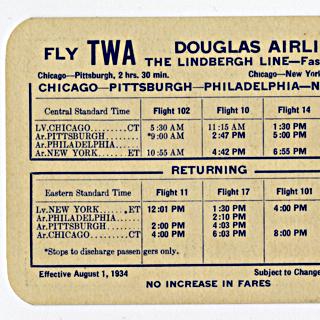 FLY TWA DOUGLAS AIRLI
THE LINDBERGH LINE—Fas
Chicago—Pittsburgh, 2 hrs. 30 min. Chicago—New York
CHICAGO—PITTSBURGH—PHILADELPHIA—N
Central Standard Time Flight 102 Flight 10 Flight 14
Lv. CHICAGO........CT 5:30 AM 11:15 AM 1:30 PM
Ar. PITTSBURGH....... *9:00 AM 2:47 PM 5:00 PM
Ar. PHILADELPHIA.....
Ar. NEW YORK......ET 10:55 AM 4:42 PM 6:55 PM
RETURNING
Eastern Standard Time Flight 11 Flight 17 Flight 101
Lv. NEW YORK......ET 12:01 PM 1:30 PM 4:00 PM
Ar. PHILADELPHIA..... 2:10 PM
Ar. PITTSBURGH....... 2:00 PM 4:03 PM
Ar. CHICAGO........CT 4:00 PM 6:03 PM 8:00 PM
*Stops to discharge passengers only.
Effective August 1, 1934 Subject to Change
NO INCREASE IN FARES